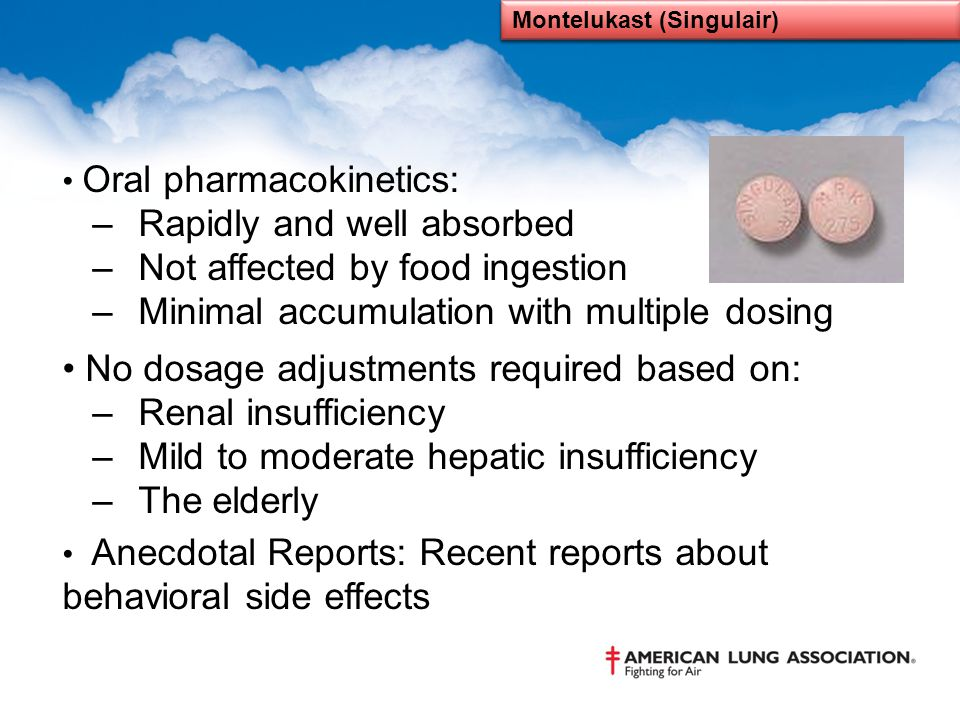 Montelukast (Singulair)
• Oral pharmacokinetics:
– Rapidly and well absorbed
– Not affected by food ingestion
– Minimal accumulation with multiple dosing
SINGULAIR
MRK
275
• No dosage adjustments required based on:
– Renal insufficiency
– Mild to moderate hepatic insufficiency
– The elderly
• Anecdotal Reports: Recent reports about
behavioral side effects
AMERICAN LUNG ASSOCIATION®
Fighting for Air